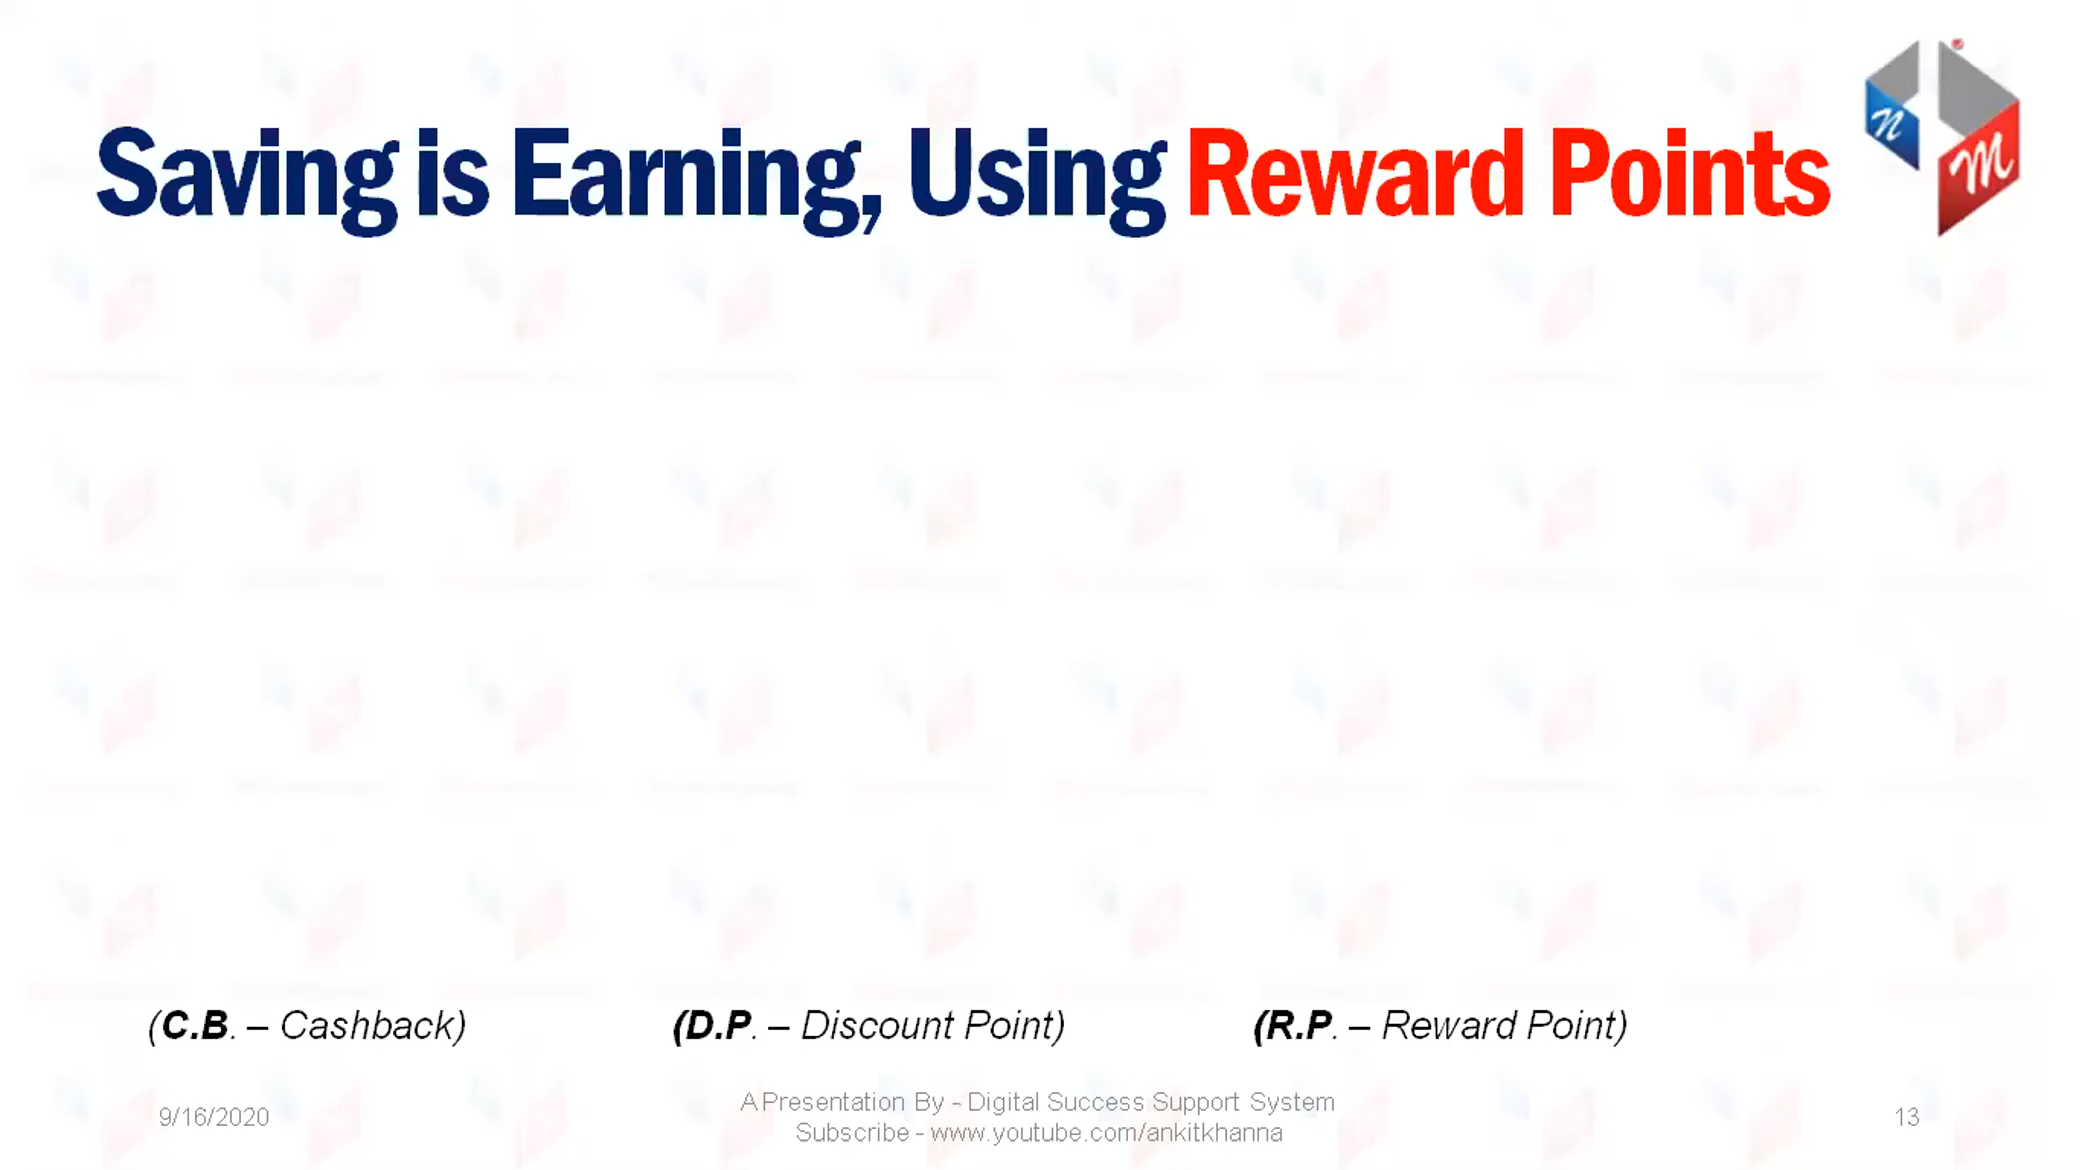 Saving is Earning, Using Reward Points
n
m
(C.B. – Cashback) (D.P. – Discount Point) (R.P. – Reward Point)
9/16/2020
A Presentation By - Digital Success Support System
Subscribe - www.youtube.com/ankitkhanna
13